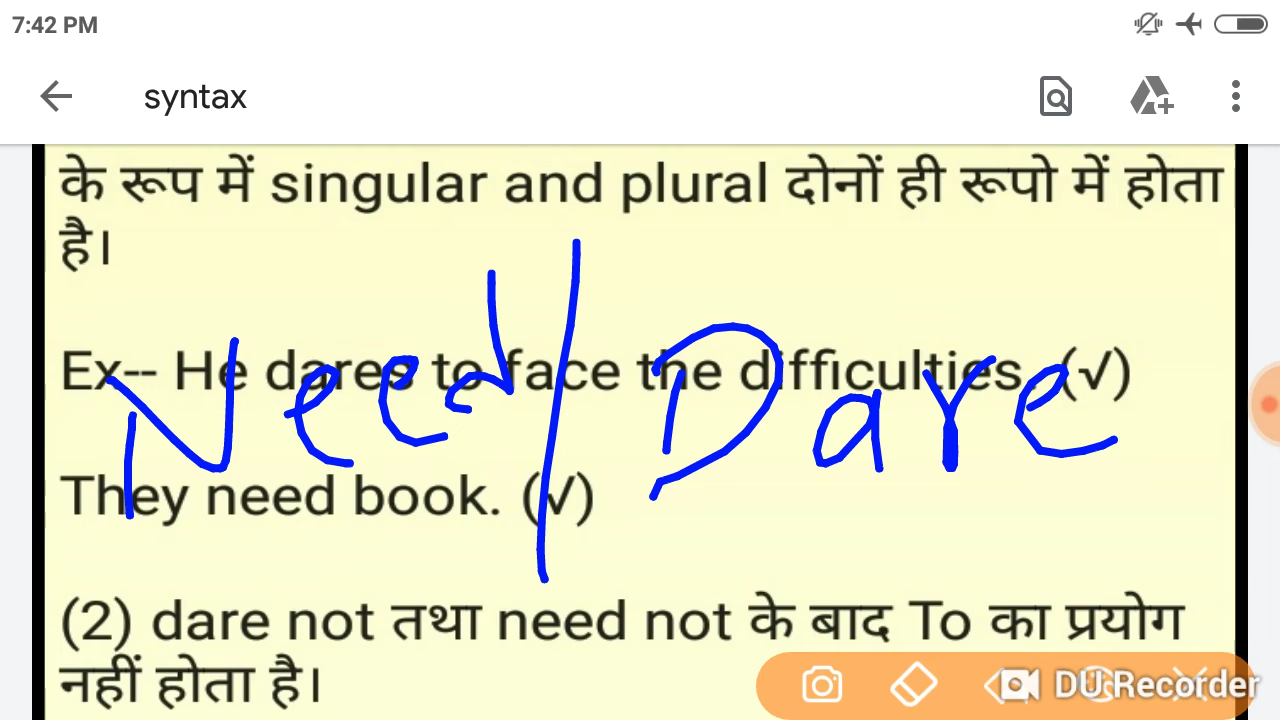 7:42 PM
syntax
के रूप में singular and plural दोनों ही रूपो में होता
है।
Need/Dare
Ex-- He dares to face the difficulties. (√)
They need book. (√)
(2) dare not तथा need not के बाद To का प्रयोग
नहीं होता है।
DU Recorder